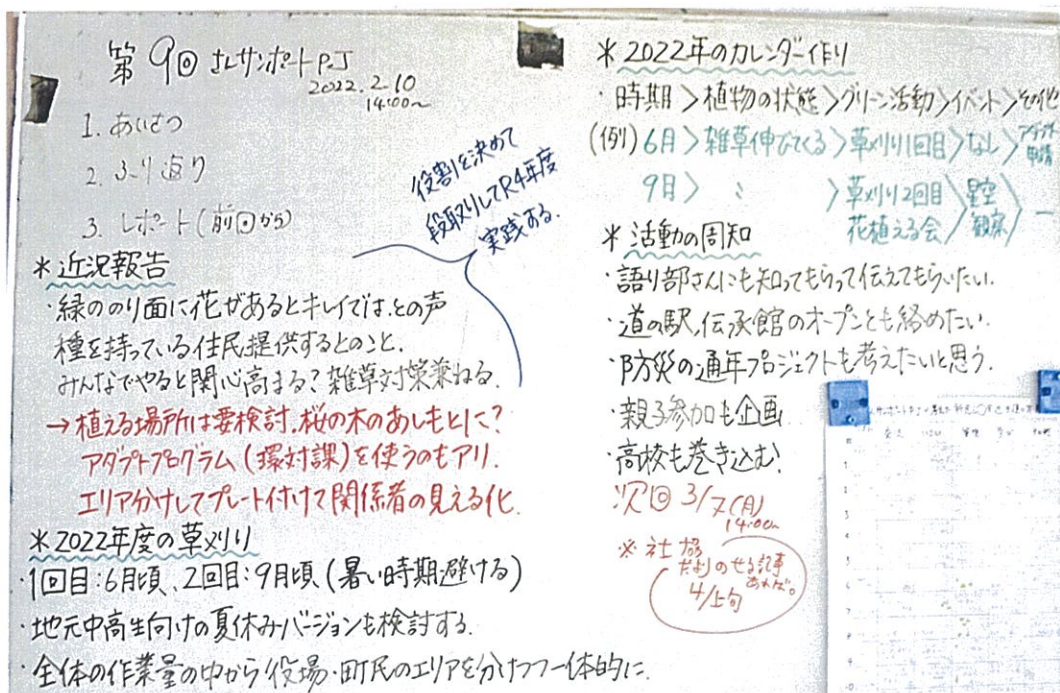 第9回 はまサポートP.J
2022.2.10
14:00~
1. あいさつ
2. ふり返り
3. レポート(前回から)
役割を決めて
段取りしてR4年度
実践する.
*近況報告
・緑ののり面に花があるとキレイでは、との声
種を持っている住民提供するとのこと.
みんなでやると関心高まる?雑草対策兼ねる.
→植える場所は要検討.桜の木のあしもとに?
アダプトプログラム(環対課)を使うのもアリ.
エリア分けしてプレート付けて関係者の見える化.
*2022年度の草刈り
・1回目:6月頃、2回目:9月頃(暑い時期避ける)
・地元中高生向けの夏休みバージョンも検討する.
・全体の作業量の中から役場・町民のエリアを分けつつ一体的に.
*2022年のカレンダー作り
・時期>植物の状態>グリーン活動>イベント>その他
(例)6月>雑草伸びてくる>草刈り1回目>なし>アダプト申請
9月> 〃 >草刈り2回目 花植える会>星空観察>ー
*活動の周知
・語り部さんにも知ってもらって伝えてもらいたい.
・道の駅、伝承館のオープンとも絡めたい.
・防災の通年プロジェクトも考えたいと思う.
・親子参加も企画
・高校も巻き込む!
次回 3/7(月)
14:00~
※社協
だよりのせる記事
あれば。
4/上旬